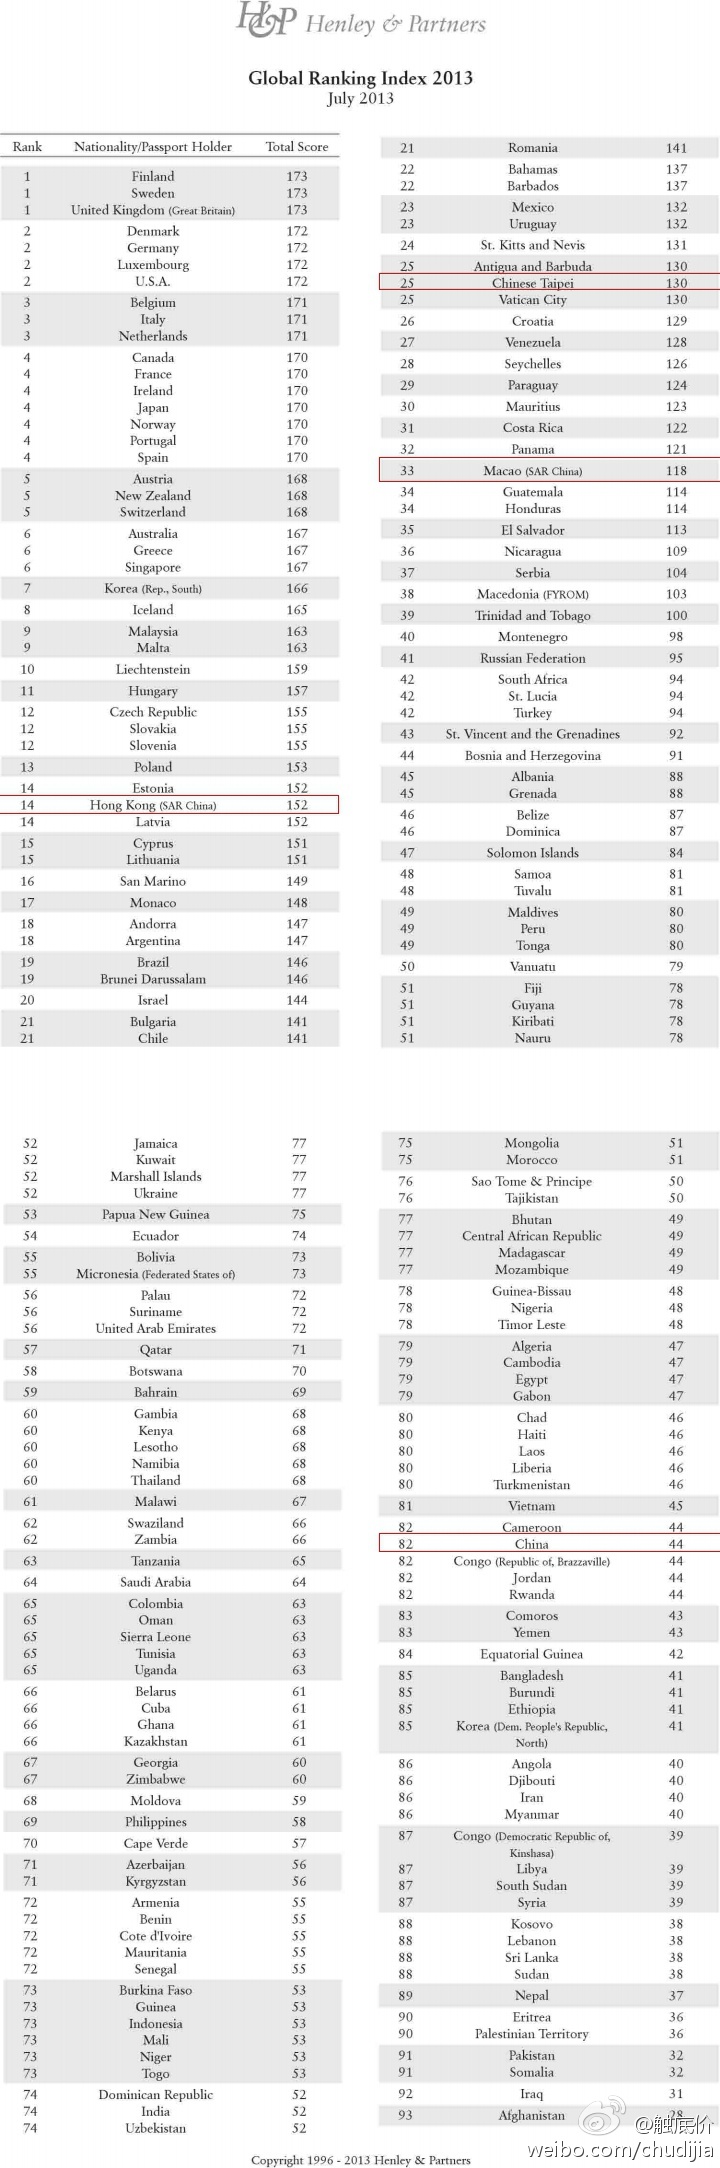 H&P Henley & Partners
Global Ranking Index 2013
July 2013
Rank Nationality/Passport Holder Total Score
1 Finland 173
1 Sweden 173
1 United Kingdom (Great Britain) 173
2 Denmark 172
2 Germany 172
2 Luxembourg 172
2 U.S.A. 172
3 Belgium 171
3 Italy 171
3 Netherlands 171
4 Canada 170
4 France 170
4 Ireland 170
4 Japan 170
4 Norway 170
4 Portugal 170
4 Spain 170
5 Austria 168
5 New Zealand 168
5 Switzerland 168
6 Australia 167
6 Greece 167
6 Singapore 167
7 Korea (Rep., South) 166
8 Iceland 165
9 Malaysia 163
9 Malta 163
10 Liechtenstein 159
11 Hungary 157
12 Czech Republic 155
12 Slovakia 155
12 Slovenia 155
13 Poland 153
14 Estonia 152
14 Hong Kong (SAR China) 152
14 Latvia 152
15 Cyprus 151
15 Lithuania 151
16 San Marino 149
17 Monaco 148
18 Andorra 147
18 Argentina 147
19 Brazil 146
19 Brunei Darussalam 146
20 Israel 144
21 Bulgaria 141
21 Chile 141
21 Romania 141
22 Bahamas 137
22 Barbados 137
23 Mexico 132
23 Uruguay 132
24 St. Kitts and Nevis 131
25 Antigua and Barbuda 130
25 Chinese Taipei 130
25 Vatican City 130
26 Croatia 129
27 Venezuela 128
28 Seychelles 126
29 Paraguay 124
30 Mauritius 123
31 Costa Rica 122
32 Panama 121
33 Macao (SAR China) 118
34 Guatemala 114
34 Honduras 114
35 El Salvador 113
36 Nicaragua 109
37 Serbia 104
38 Macedonia (FYROM) 103
39 Trinidad and Tobago 100
40 Montenegro 98
41 Russian Federation 95
42 South Africa 94
42 St. Lucia 94
42 Turkey 94
43 St. Vincent and the Grenadines 92
44 Bosnia and Herzegovina 91
45 Albania 88
45 Grenada 88
46 Belize 87
46 Dominica 87
47 Solomon Islands 84
48 Samoa 81
48 Tuvalu 81
49 Maldives 80
49 Peru 80
49 Tonga 80
50 Vanuatu 79
51 Fiji 78
51 Guyana 78
51 Kiribati 78
51 Nauru 78
52 Jamaica 77
52 Kuwait 77
52 Marshall Islands 77
52 Ukraine 77
53 Papua New Guinea 75
54 Ecuador 74
55 Bolivia 73
55 Micronesia (Federated States of) 73
56 Palau 72
56 Suriname 72
56 United Arab Emirates 72
57 Qatar 71
58 Botswana 70
59 Bahrain 69
60 Gambia 68
60 Kenya 68
60 Lesotho 68
60 Namibia 68
60 Thailand 68
61 Malawi 67
62 Swaziland 66
62 Zambia 66
63 Tanzania 65
64 Saudi Arabia 64
65 Colombia 63
65 Oman 63
65 Sierra Leone 63
65 Tunisia 63
65 Uganda 63
66 Belarus 61
66 Cuba 61
66 Ghana 61
66 Kazakhstan 61
67 Georgia 60
67 Zimbabwe 60
68 Moldova 59
69 Philippines 58
70 Cape Verde 57
71 Azerbaijan 56
71 Kyrgyzstan 56
72 Armenia 55
72 Benin 55
72 Cote d'Ivoire 55
72 Mauritania 55
72 Senegal 55
73 Burkina Faso 53
73 Guinea 53
73 Indonesia 53
73 Mali 53
73 Niger 53
73 Togo 53
74 Dominican Republic 52
74 India 52
74 Uzbekistan 52
75 Mongolia 51
75 Morocco 51
76 Sao Tome & Principe 50
76 Tajikistan 50
77 Bhutan 49
77 Central African Republic 49
77 Madagascar 49
77 Mozambique 49
78 Guinea-Bissau 48
78 Nigeria 48
78 Timor Leste 48
79 Algeria 47
79 Cambodia 47
79 Egypt 47
79 Gabon 47
80 Chad 46
80 Haiti 46
80 Laos 46
80 Liberia 46
80 Turkmenistan 46
81 Vietnam 45
82 Cameroon 44
82 China 44
82 Congo (Republic of, Brazzaville) 44
82 Jordan 44
82 Rwanda 44
83 Comoros 43
83 Yemen 43
84 Equatorial Guinea 42
85 Bangladesh 41
85 Burundi 41
85 Ethiopia 41
85 Korea (Dem. People's Republic, 41
North)
86 Angola 40
86 Djibouti 40
86 Iran 40
86 Myanmar 40
87 Congo (Democratic Republic of, 39
Kinshasa)
87 Libya 39
87 South Sudan 39
87 Syria 39
88 Kosovo 38
88 Lebanon 38
88 Sri Lanka 38
88 Sudan 38
89 Nepal 37
90 Eritrea 36
90 Palestinian Territory 36
91 Pakistan 32
91 Somalia 32
92 Iraq 31
93 Afghanistan 28
@触底价
weibo.com/chudijia
Copyright 1996 - 2013 Henley & Partners